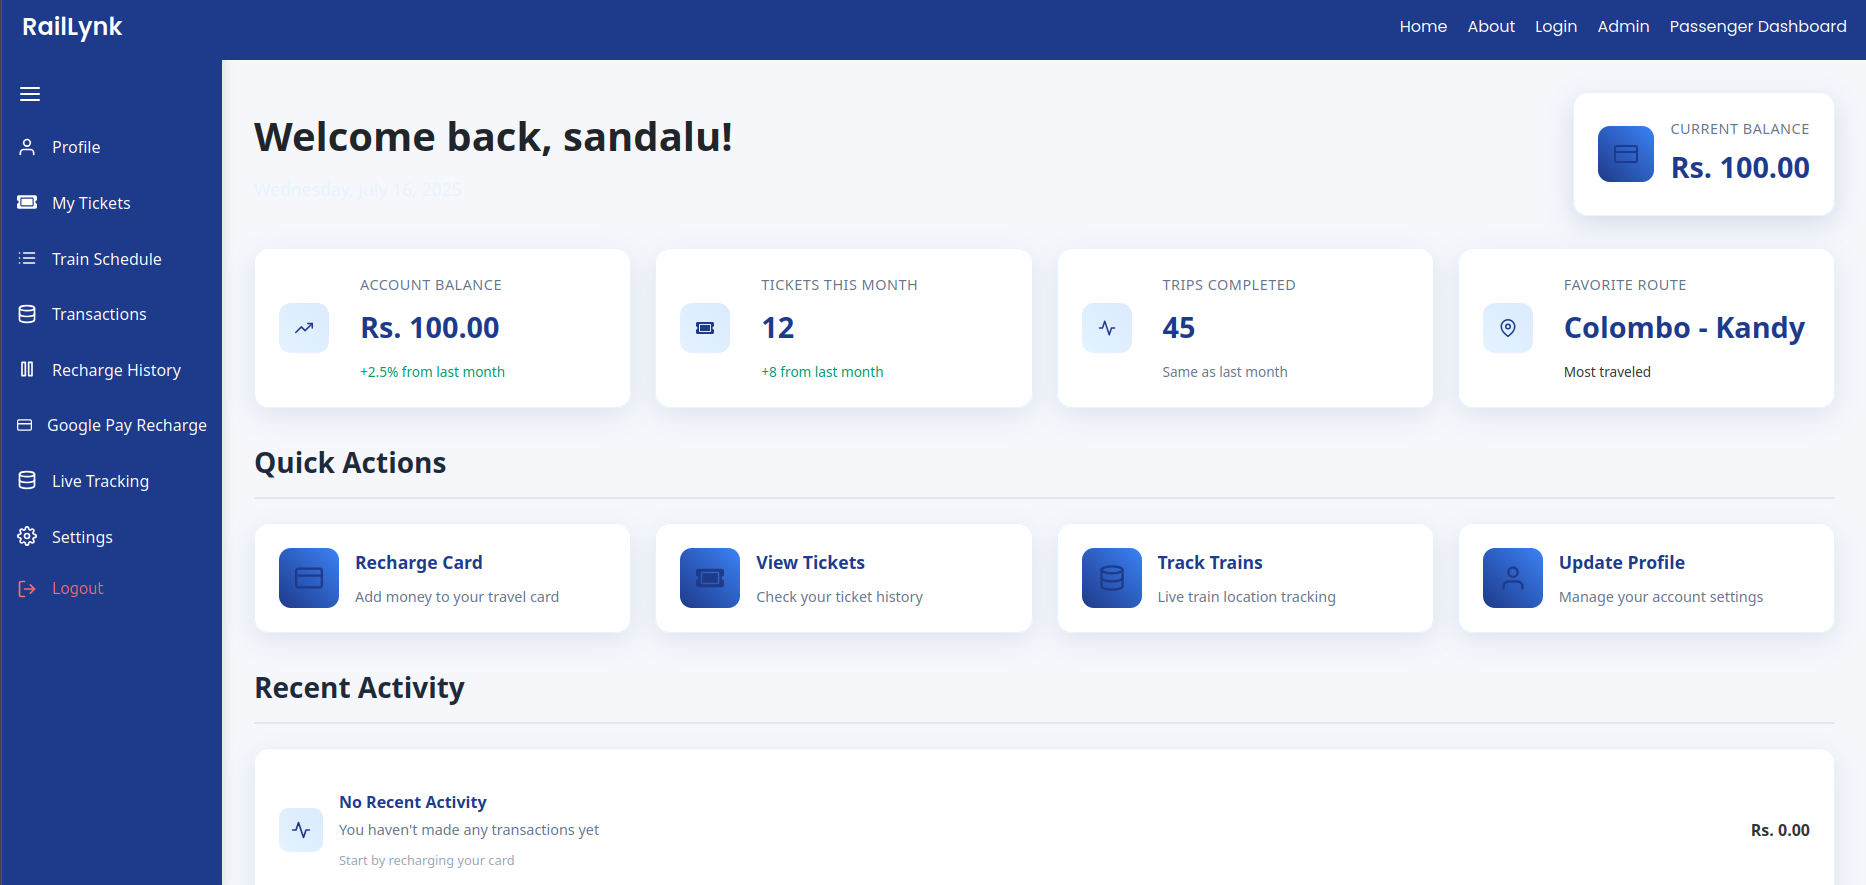 RailLynk
Home About Login Admin Passenger Dashboard
Profile
My Tickets
Train Schedule
Transactions
Recharge History
Google Pay Recharge
Live Tracking
Settings
Logout
Welcome back, sandalu!
Wednesday, July 16, 2025
CURRENT BALANCE
Rs. 100.00
ACCOUNT BALANCE
Rs. 100.00
+2.5% from last month
TICKETS THIS MONTH
12
+8 from last month
TRIPS COMPLETED
45
Same as last month
FAVORITE ROUTE
Colombo - Kandy
Most traveled
Quick Actions
Recharge Card
Add money to your travel card
View Tickets
Check your ticket history
Track Trains
Live train location tracking
Update Profile
Manage your account settings
Recent Activity
No Recent Activity
You haven't made any transactions yet
Start by recharging your card
Rs. 0.00